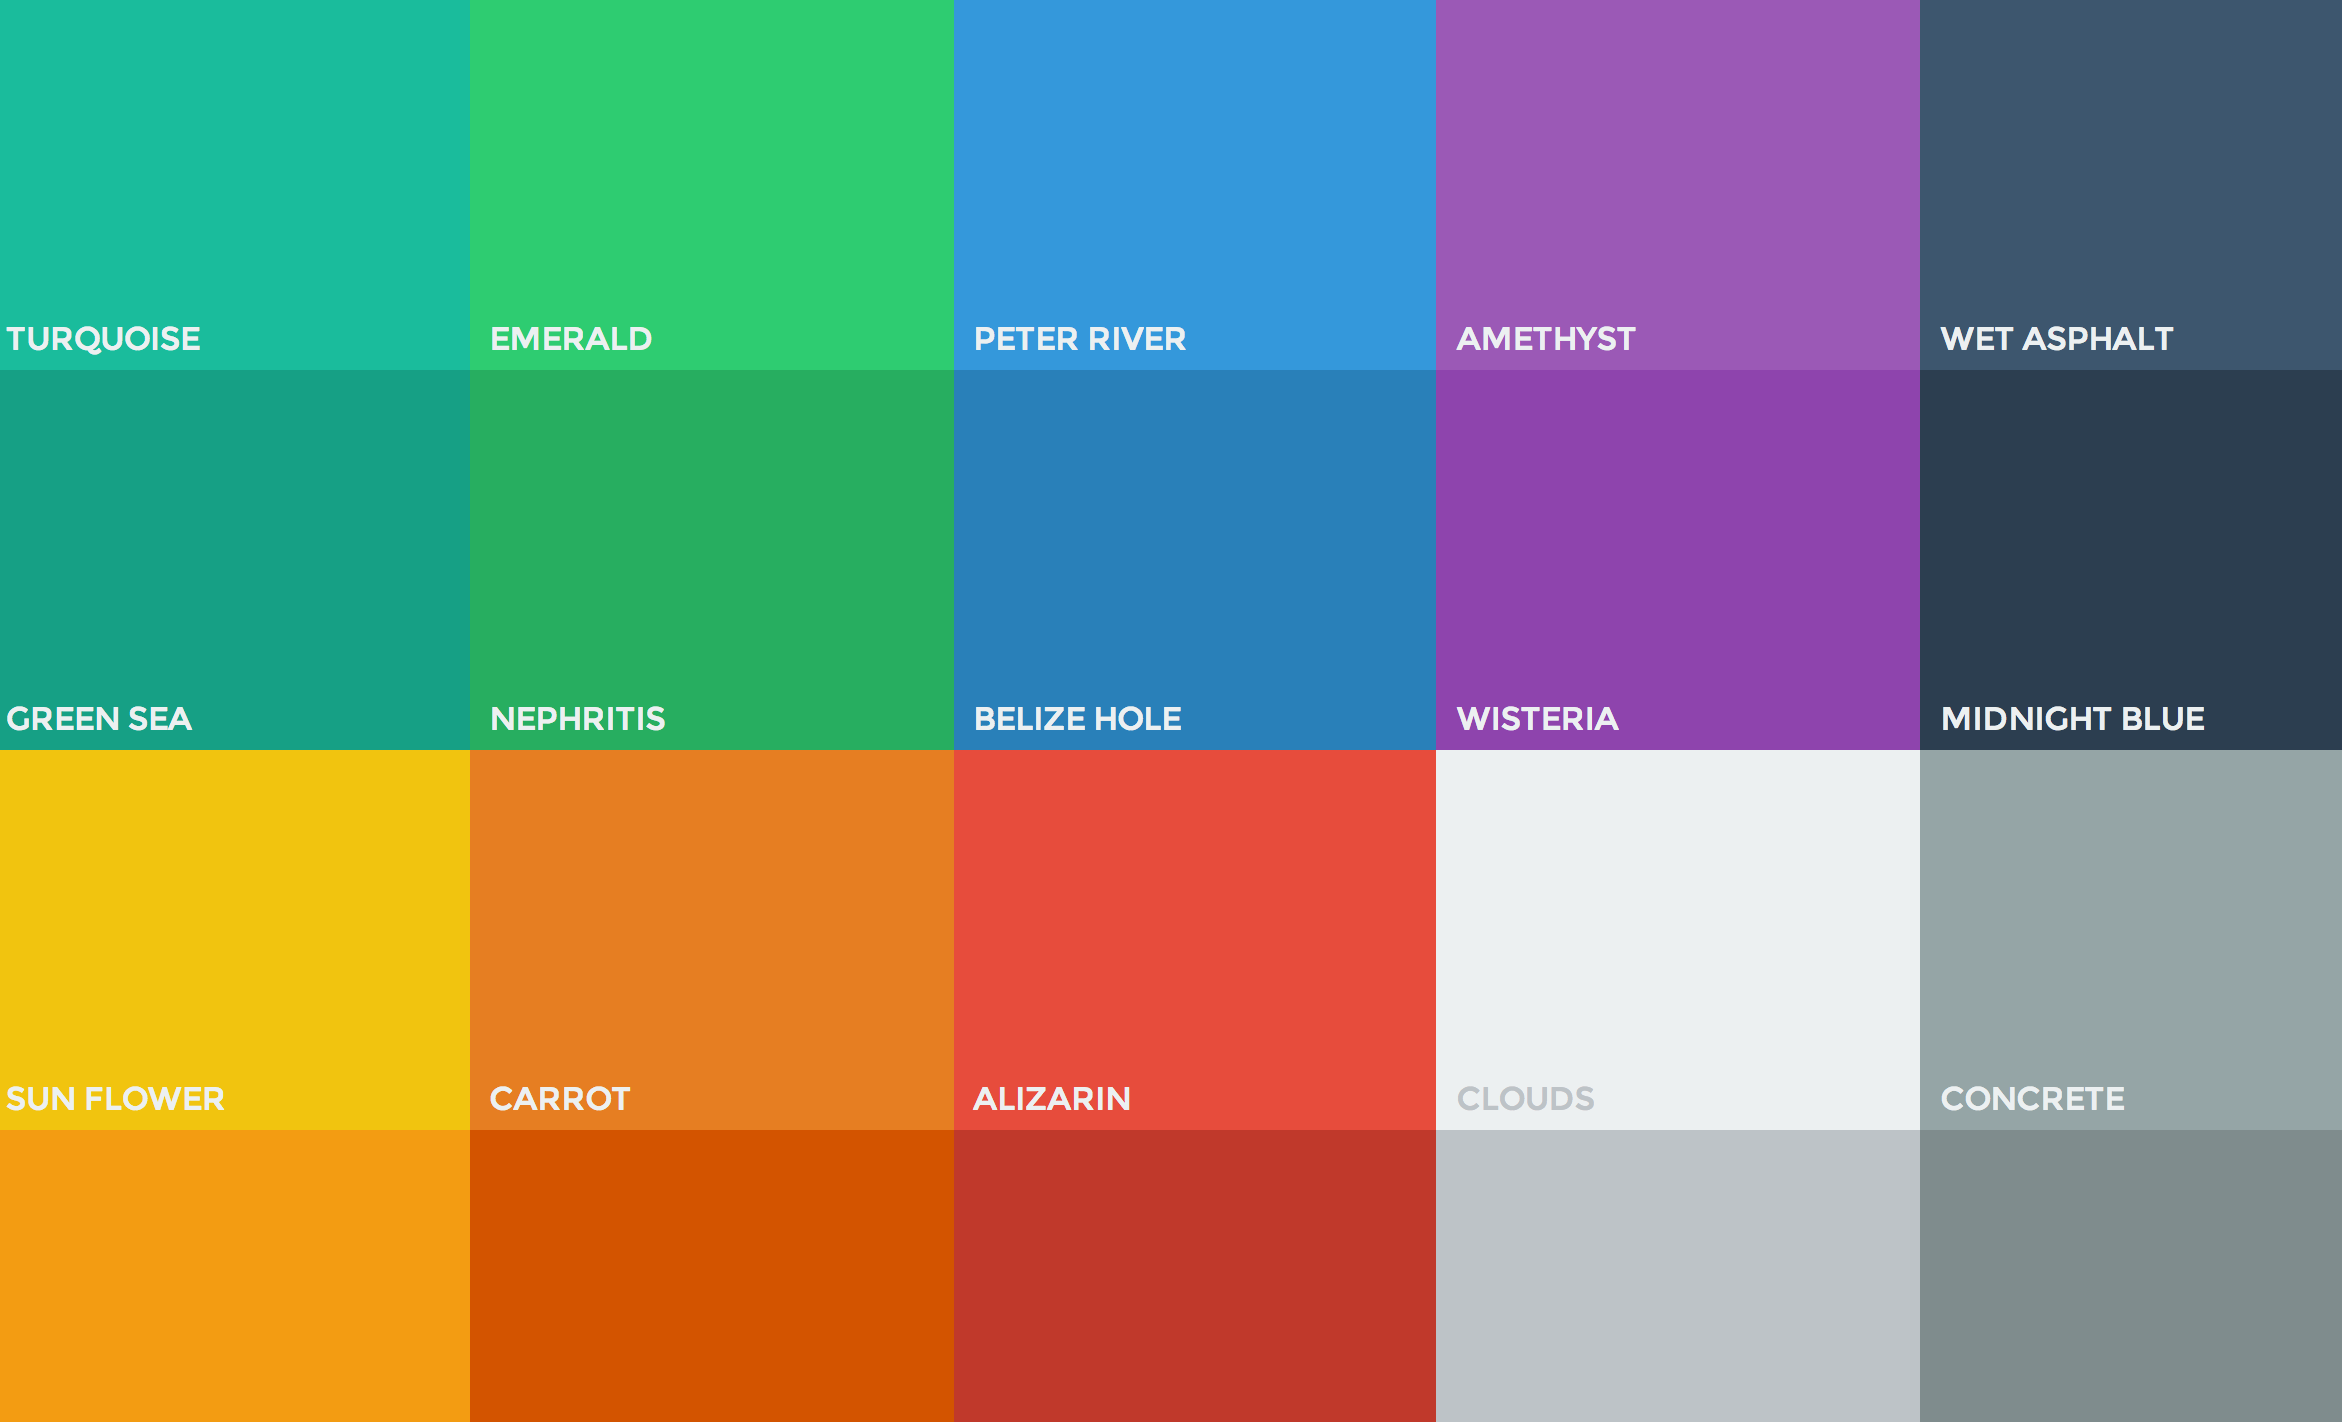 TURQUOISE
EMERALD
PETER RIVER
AMETHYST
WET ASPHALT
GREEN SEA
NEPHRITIS
BELIZE HOLE
WISTERIA
MIDNIGHT BLUE
SUN FLOWER
CARROT
ALIZARIN
CLOUDS
CONCRETE